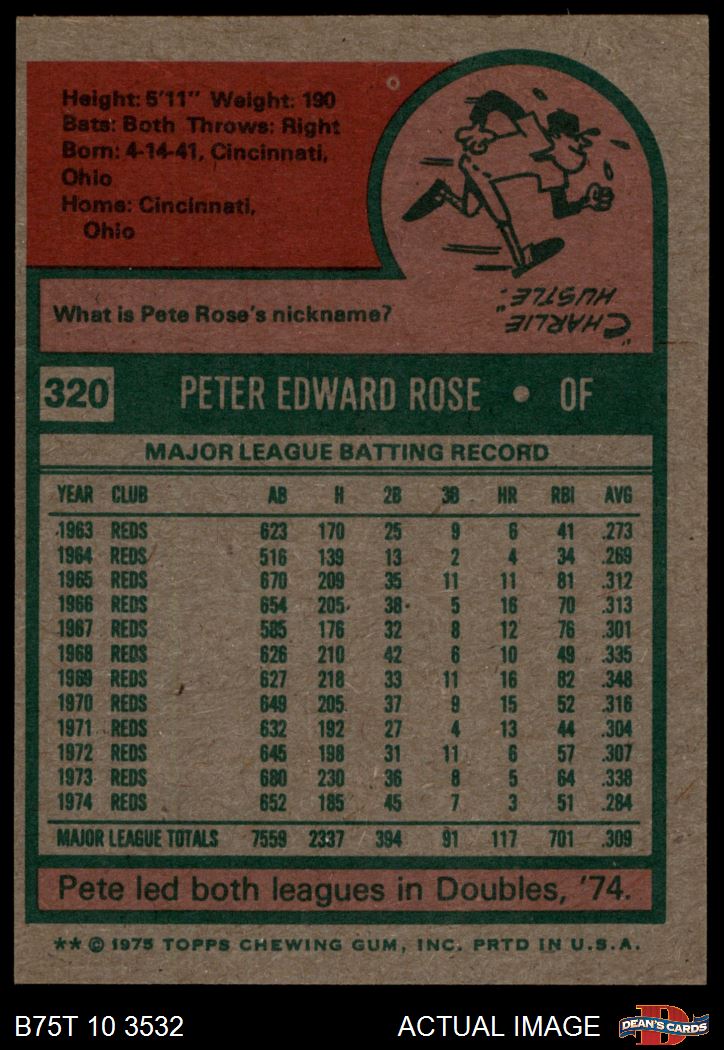 Height: 5'11" Weight: 190
Bats: Both Throws: Right
Born: 4-14-41, Cincinnati,
Ohio
Home: Cincinnati,
Ohio
What is Pete Rose's nickname?
"CHARLIE
HUSTLE".
320 PETER EDWARD ROSE • OF
MAJOR LEAGUE BATTING RECORD
YEAR CLUB AB H 2B 3B HR RBI AVG
1963 REDS 623 170 25 9 6 41 .273
1964 REDS 516 139 13 2 4 34 .269
1965 REDS 670 209 35 11 11 81 .312
1966 REDS 654 205 38 5 16 70 .313
1967 REDS 585 176 32 8 12 76 .301
1968 REDS 626 210 42 6 10 49 .335
1969 REDS 627 218 33 11 16 82 .348
1970 REDS 649 205 37 9 15 52 .316
1971 REDS 632 192 27 4 13 44 .304
1972 REDS 645 198 31 11 6 57 .307
1973 REDS 680 230 36 8 5 64 .338
1974 REDS 652 185 45 7 3 51 .284
MAJOR LEAGUE TOTALS 7559 2337 394 91 117 701 .309
Pete led both leagues in Doubles, '74.
** © 1975 TOPPS CHEWING GUM, INC. PRTD IN U.S.A.
B75T 10 3532 ACTUAL IMAGE D DEAN'S CARDS